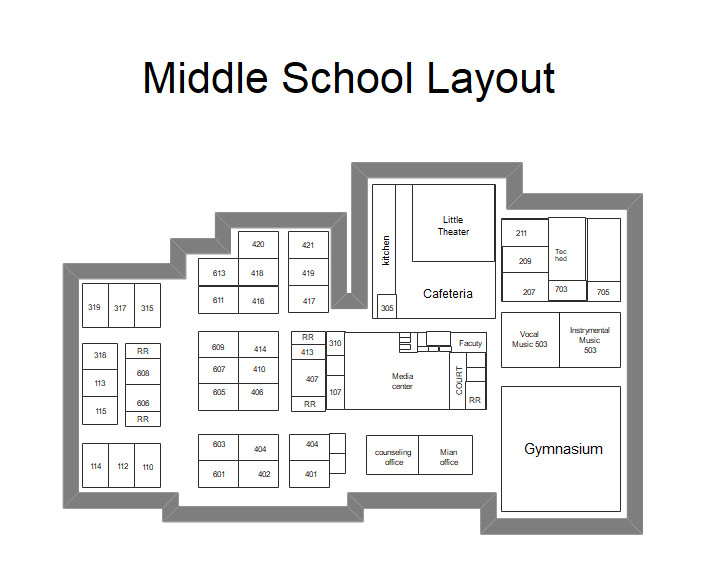 Middle School Layout
Little
Theater
kitchen
Cafeteria
305
211
209
207
Tec
hed
703
705
420
421
613
418
419
611
416
417
319
317
315
318
113
115
RR
608
606
RR
609
414
607
410
605
406
RR
413
407
RR
310
107
Media
center
Facuty
COURT
RR
Vocal
Music 503
Instrymental
Music
503
Gymnasium
114
112
110
603
404
601
402
404
401
counseling
office
Mian
office